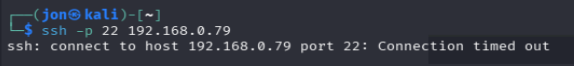 ┌──(jon㉿kali)-[~]
└─$ ssh -p 22 192.168.0.79
ssh: connect to host 192.168.0.79 port 22: Connection timed out